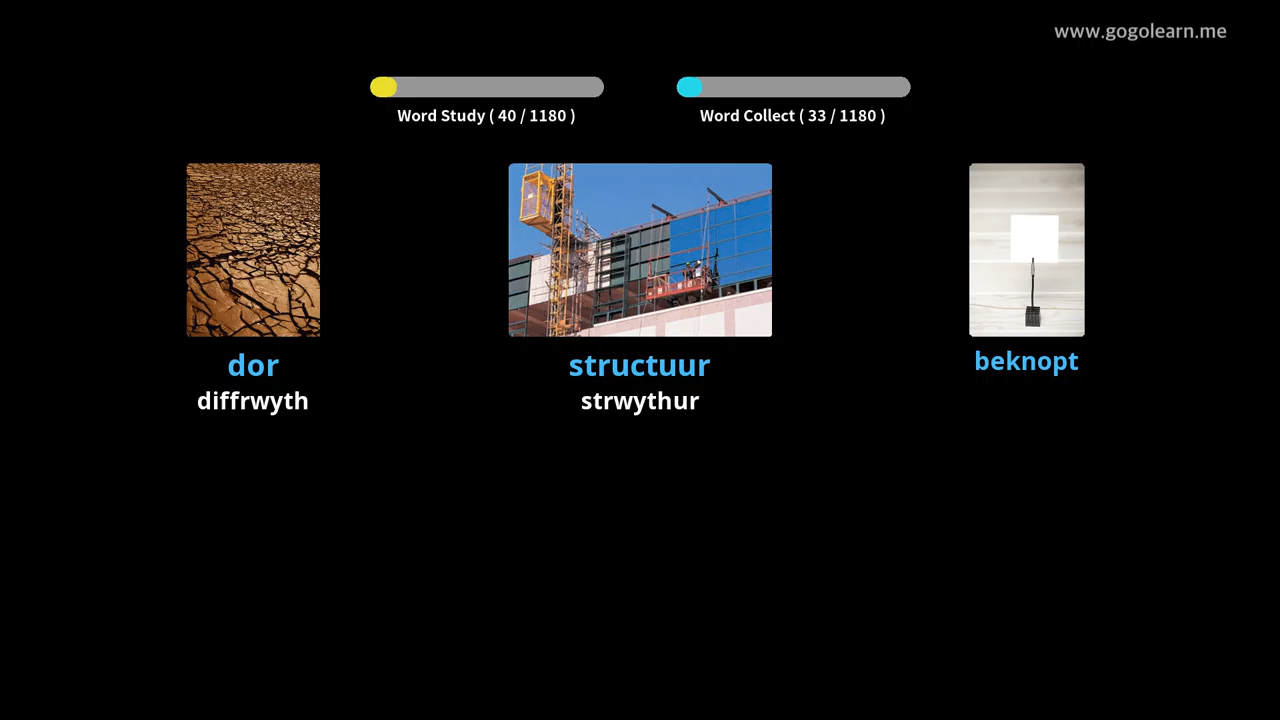 www.gogolearn.me
Word Study ( 40 / 1180 )
Word Collect ( 33 / 1180 )
dor
diffrwyth
structuur
strwythur
beknopt